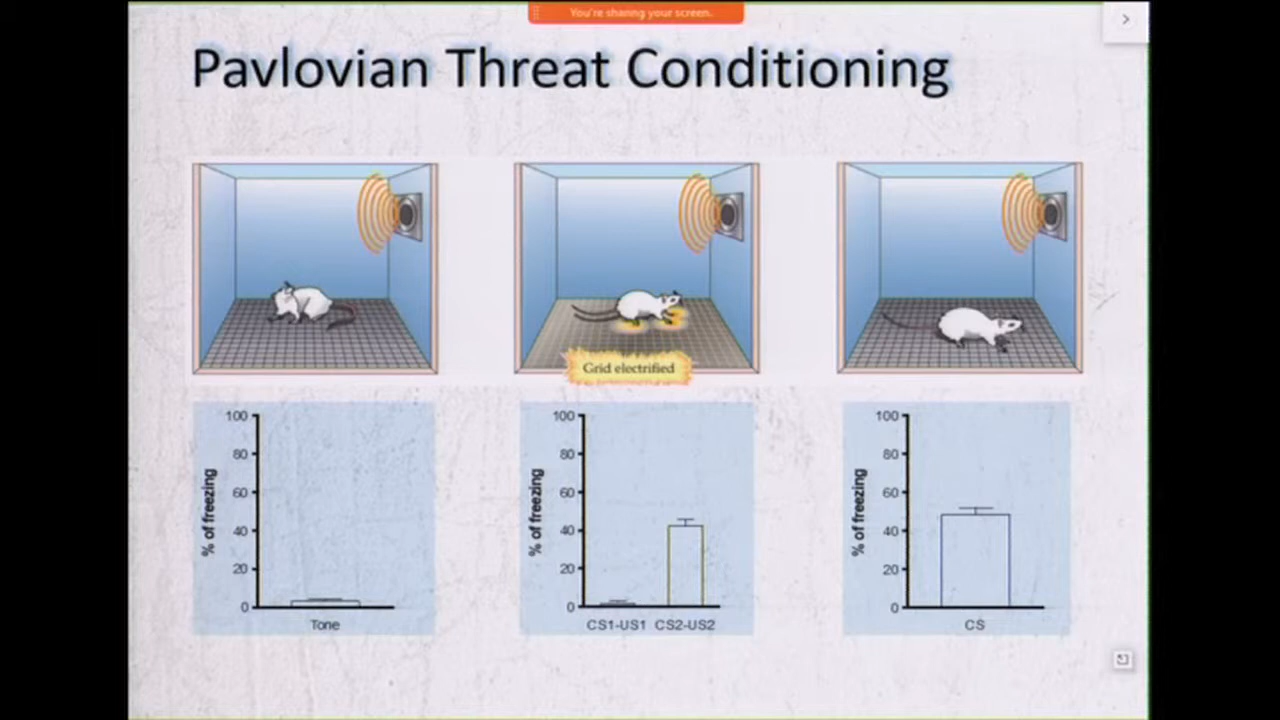 You're sharing your screen.
Pavlovian Threat Conditioning
Grid electrified
% of freezing
100
80
60
40
20
0
Tone
% of freezing
100
80
60
40
20
0
CS1-US1 CS2-US2
% of freezing
100
80
60
40
20
0
CS